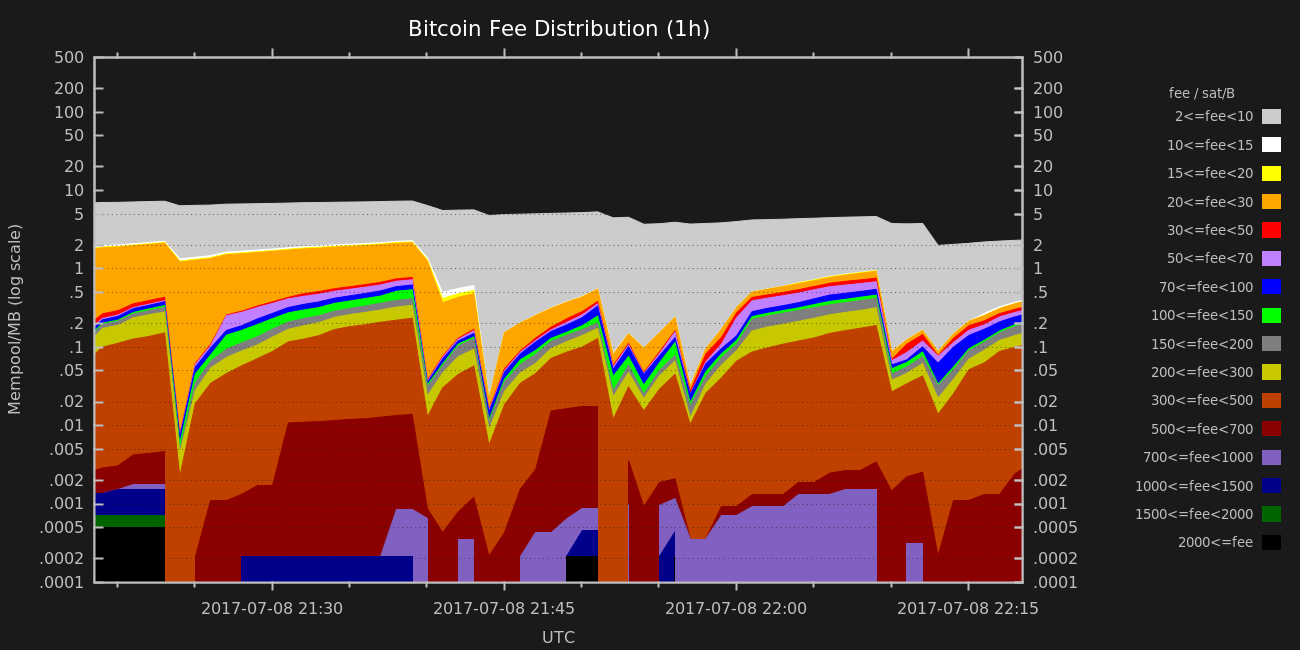 Bitcoin Fee Distribution (1h)
500 500
200 200
100 100
50 50
20 20
10 10
5 5
2 2
1 1
.5 .5
.2 .2
.1 .1
.05 .05
.02 .02
.01 .01
.005 .005
.002 .002
.001 .001
.0005 .0005
.0002 .0002
.0001 .0001
Mempool/MB (log scale)
2017-07-08 21:30 2017-07-08 21:45 2017-07-08 22:00 2017-07-08 22:15
UTC
fee / sat/B
2<=fee<10
10<=fee<15
15<=fee<20
20<=fee<30
30<=fee<50
50<=fee<70
70<=fee<100
100<=fee<150
150<=fee<200
200<=fee<300
300<=fee<500
500<=fee<700
700<=fee<1000
1000<=fee<1500
1500<=fee<2000
2000<=fee